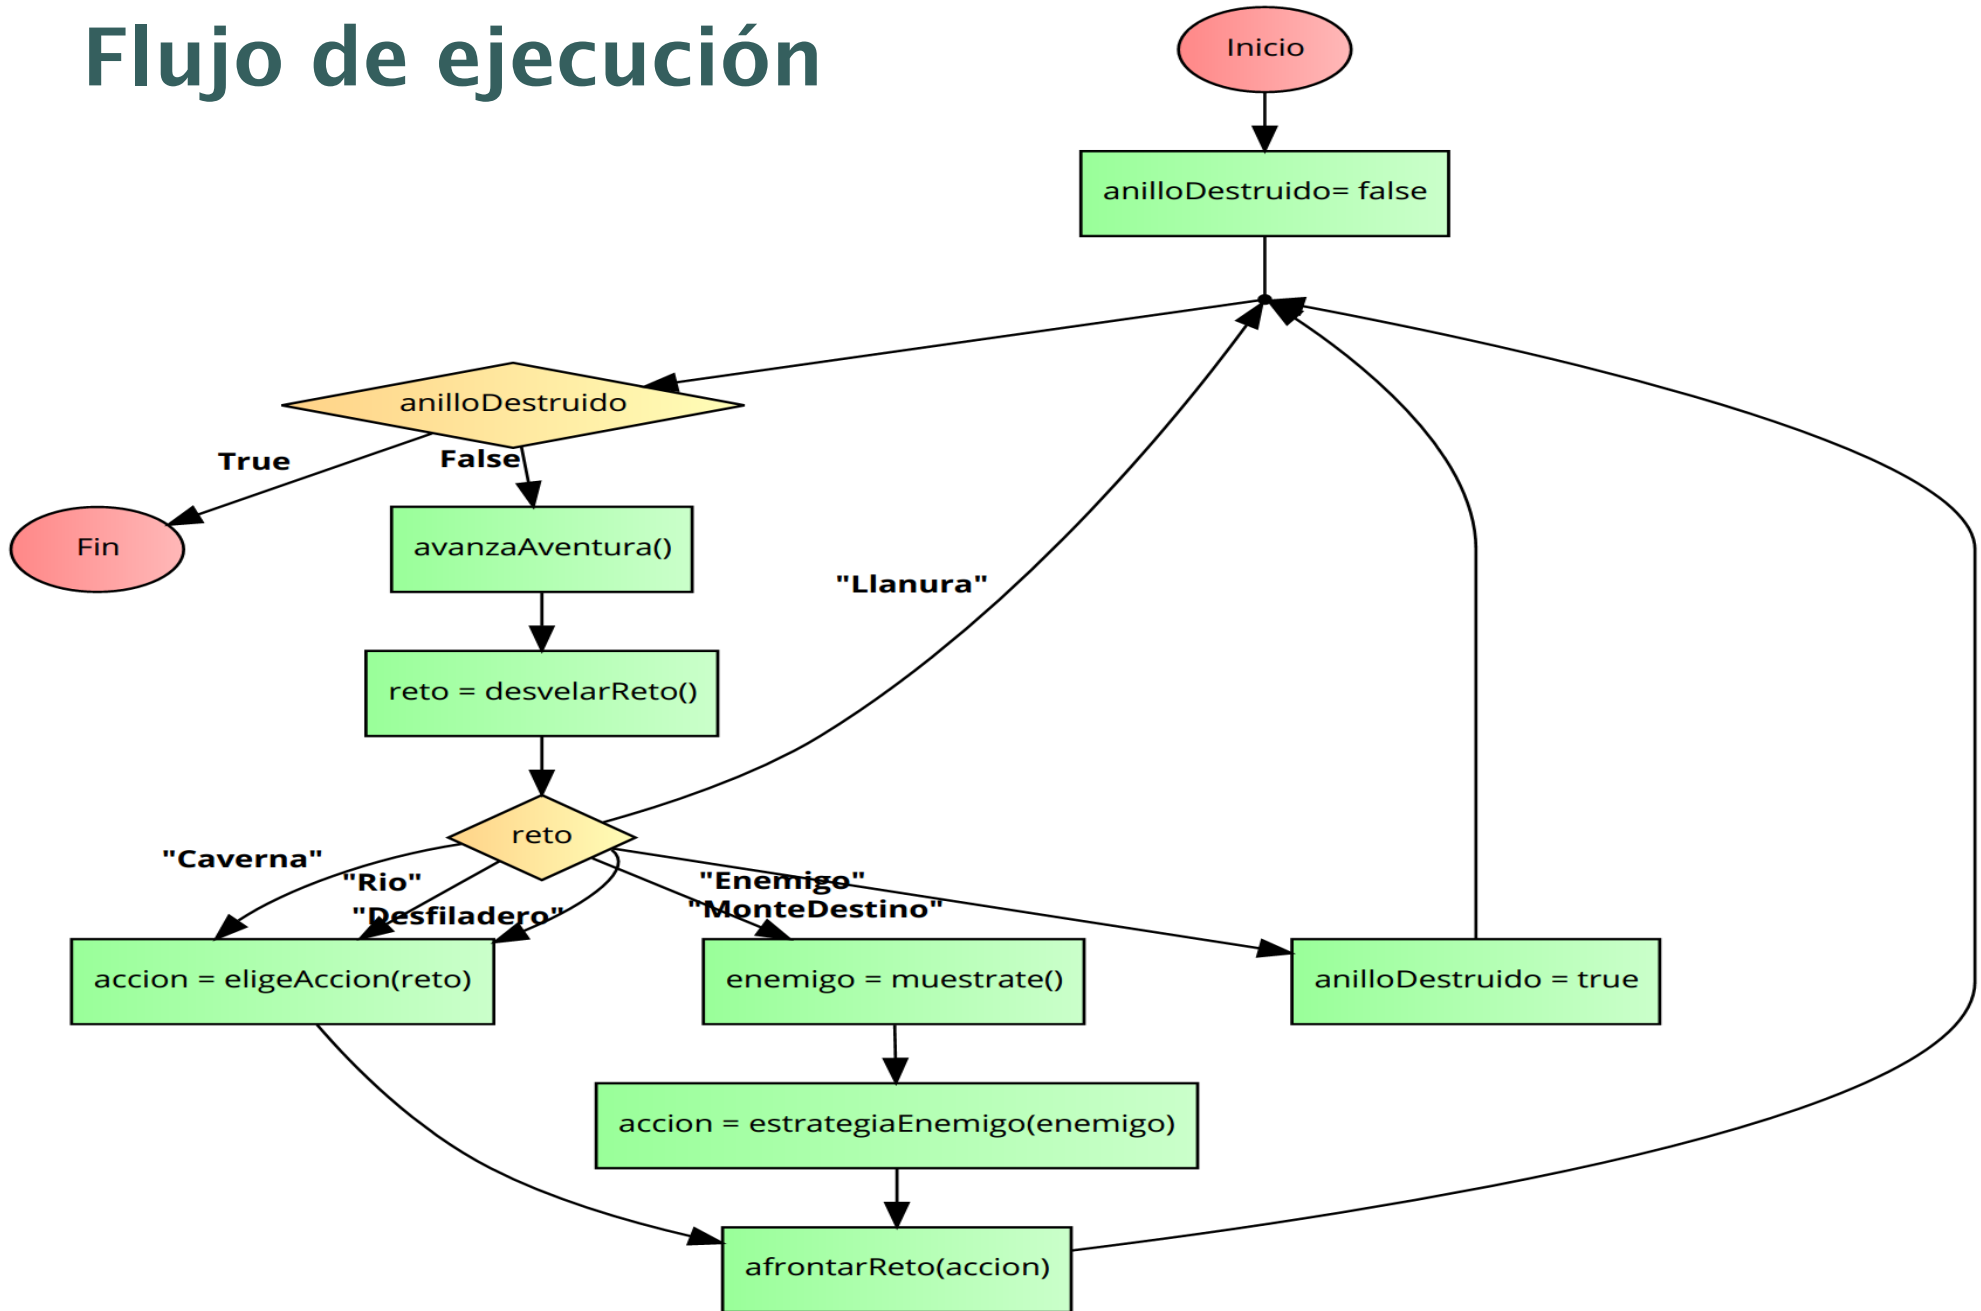 Flujo de ejecución
Inicio
anilloDestruido= false
anilloDestruido
True
False
Fin
avanzaAventura()
"Llanura"
reto = desvelarReto()
reto
"Caverna"
"Rio"
"Enemigo"
"Desfiladero"
"MonteDestino"
accion = eligeAccion(reto)
enemigo = muestrate()
anilloDestruido = true
accion = estrategiaEnemigo(enemigo)
afrontarReto(accion)